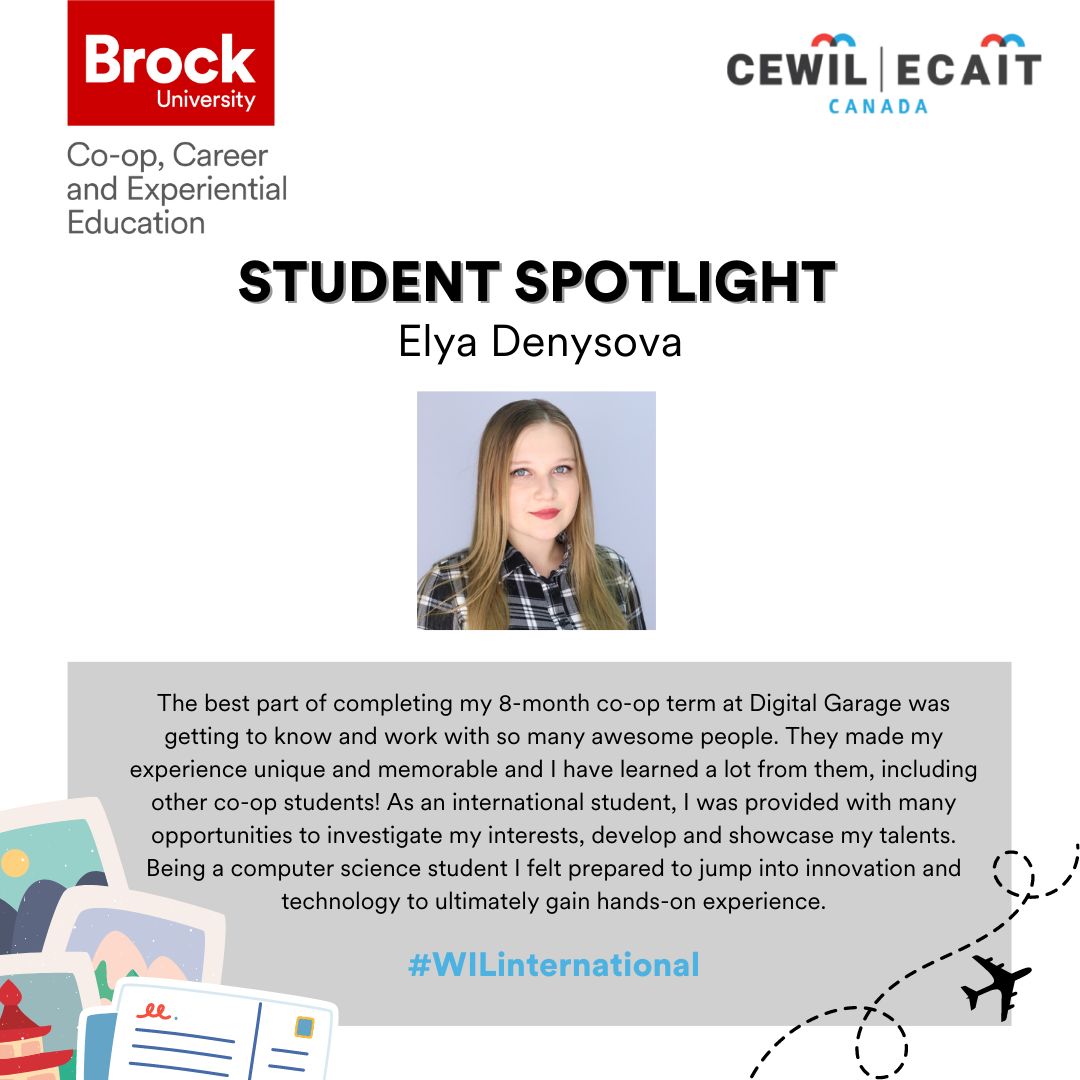 Brock
University
Co-op, Career
and Experiential
Education
CEWIL | ECAIT
CANADA
STUDENT SPOTLIGHT
Elya Denysova
The best part of completing my 8-month co-op term at Digital Garage was
getting to know and work with so many awesome people. They made my
experience unique and memorable and I have learned a lot from them, including
other co-op students! As an international student, I was provided with many
opportunities to investigate my interests, develop and showcase my talents.
Being a computer science student I felt prepared to jump into innovation and
technology to ultimately gain hands-on experience.
#WILinternational